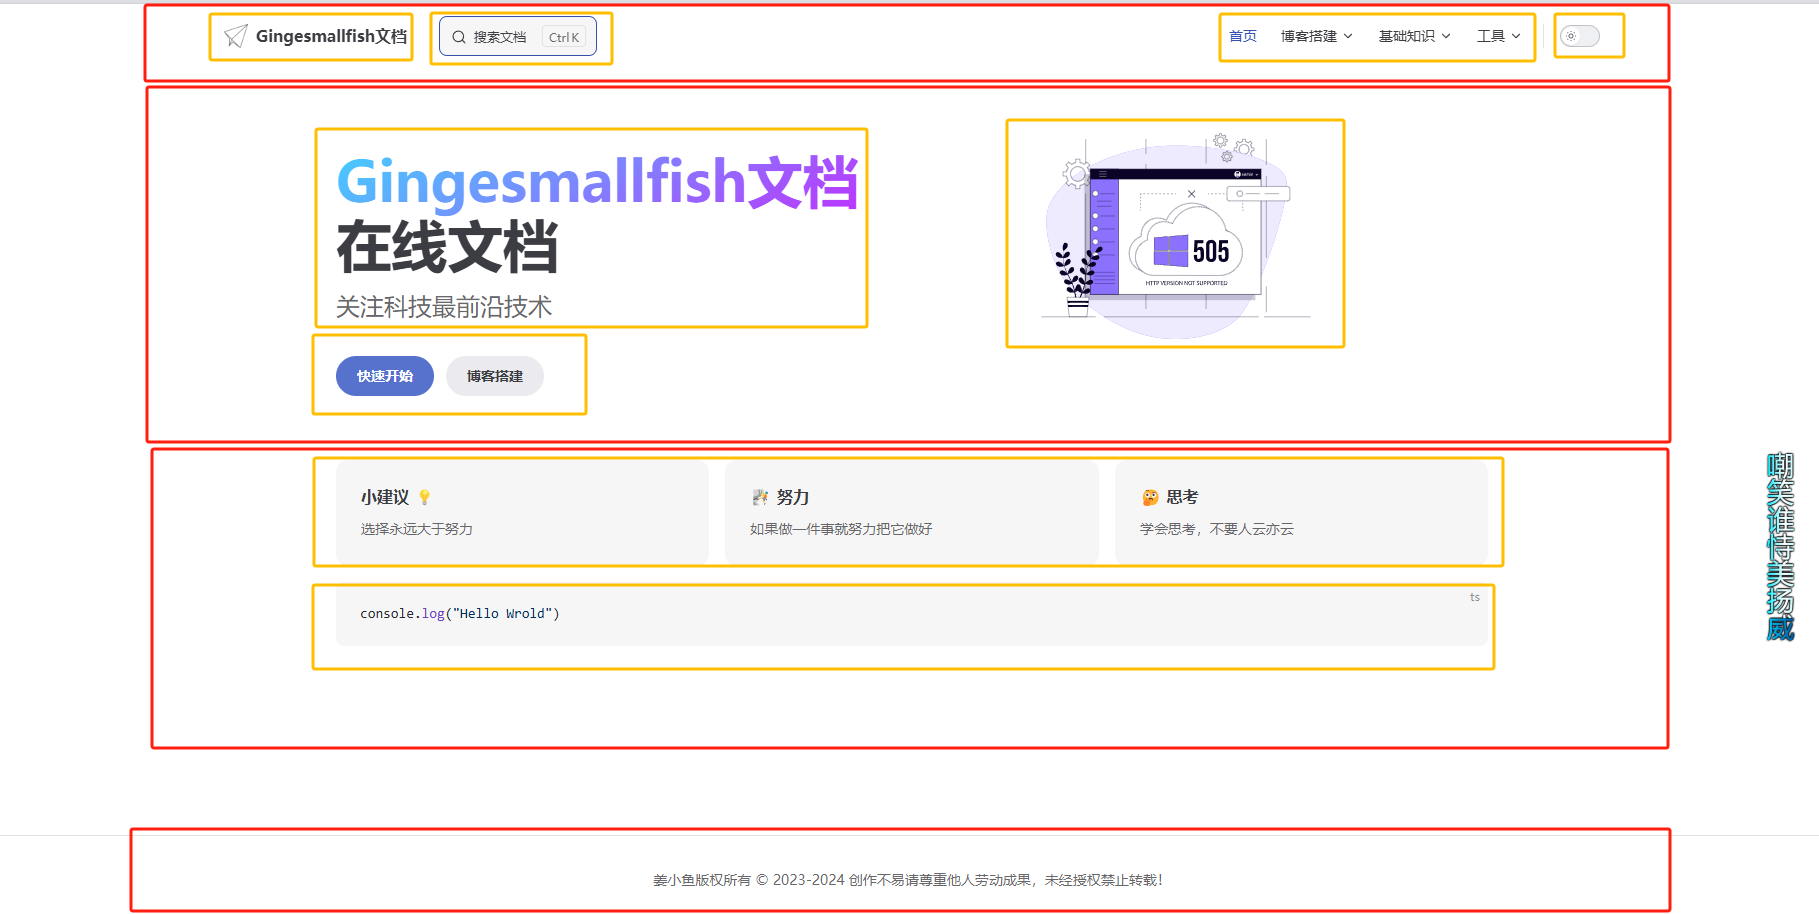 Gingesmallfish文档
搜索文档 Ctrl K
首页 博客搭建 基础知识 工具
Gingesmallfish文档
在线文档
关注科技最前沿技术
快速开始 博客搭建
505
HTTP VERSION NOT SUPPORTED
小建议
选择永远大于努力
努力
如果做一件事就努力把它做好
思考
学会思考，不要人云亦云
ts
console.log("Hello Wrold")
嘲笑谁恃美扬威
姜小鱼版权所有 © 2023-2024 创作不易请尊重他人劳动成果，未经授权禁止转载！